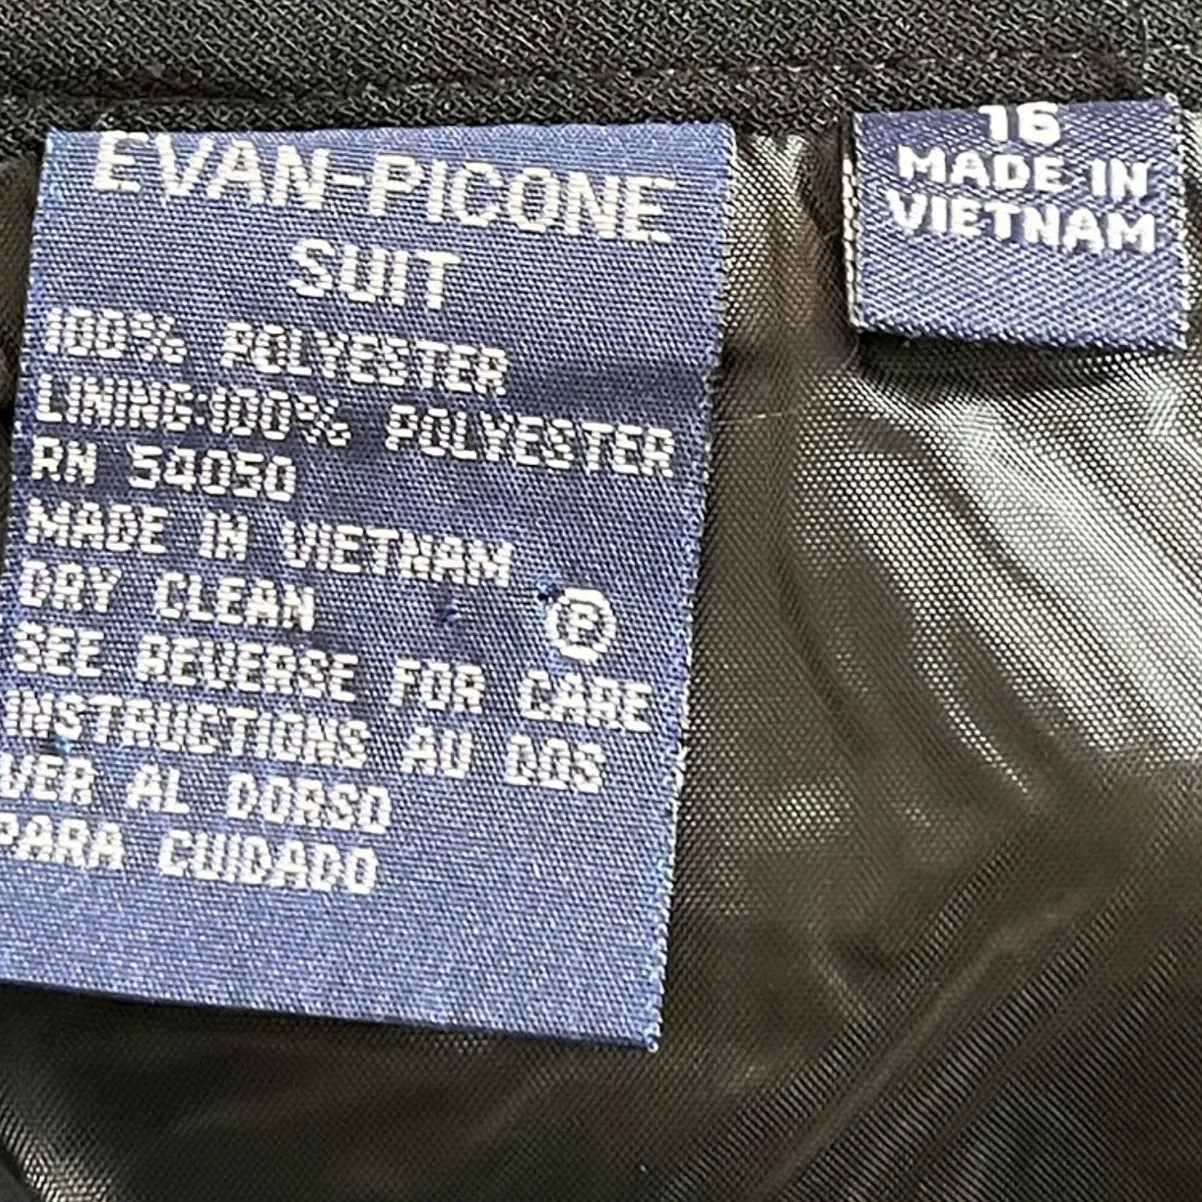 EVAN-PICONE
SUIT
100% POLYESTER
LINING:100% POLYESTER
RN 54050
MADE IN VIETNAM
DRY CLEAN Ⓟ
SEE REVERSE FOR CARE
INSTRUCTIONS AU DOS
VER AL DORSO
PARA CUIDADO
16
MADE IN
VIETNAM